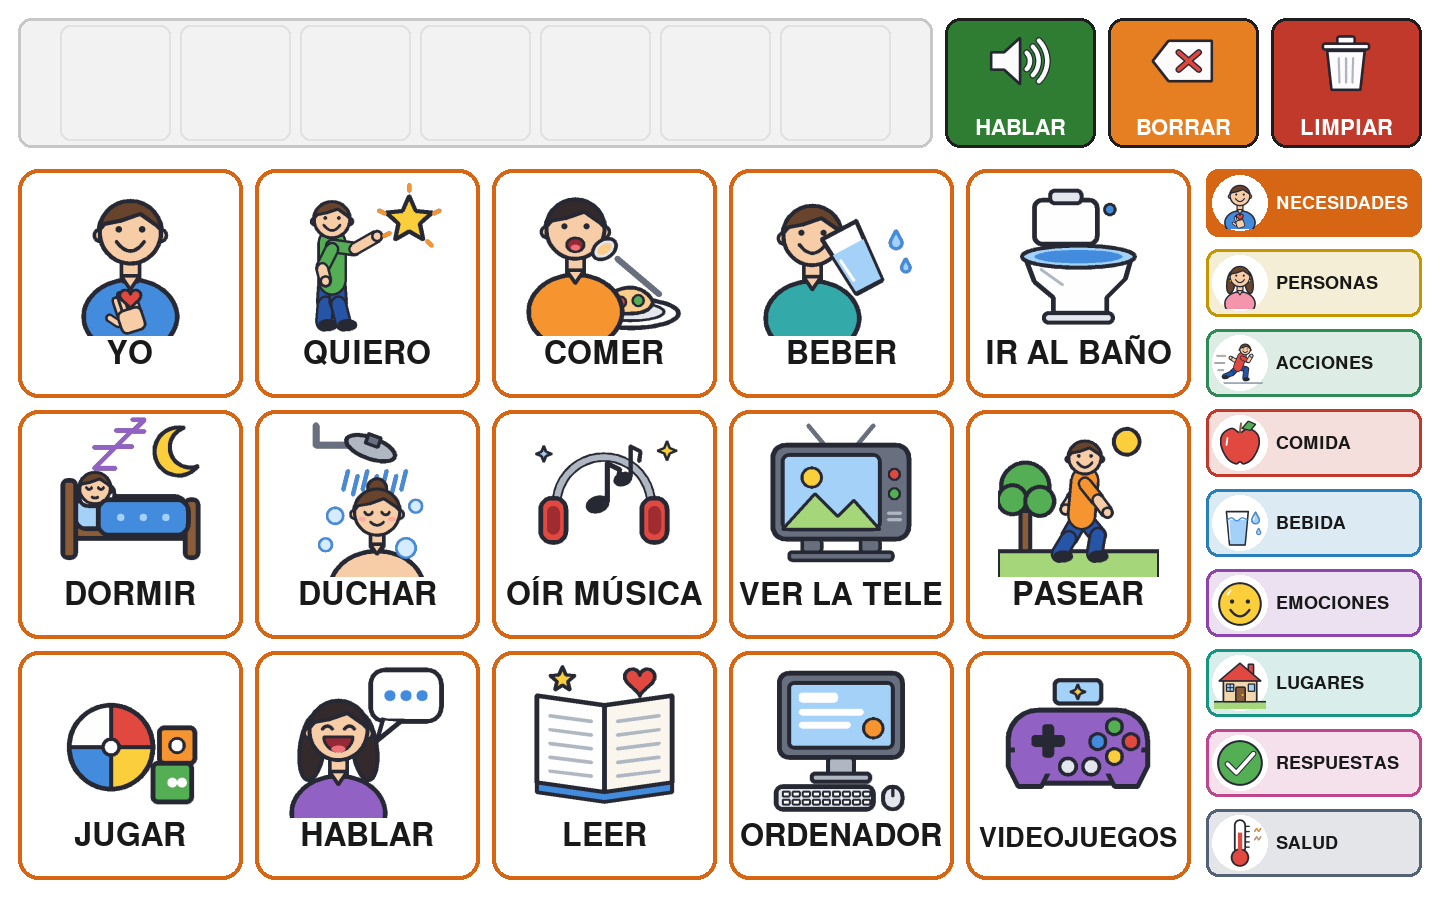 HABLAR
BORRAR
LIMPIAR
YO
QUIERO
COMER
BEBER
IR AL BAÑO
DORMIR
DUCHAR
OÍR MÚSICA
VER LA TELE
PASEAR
JUGAR
HABLAR
LEER
ORDENADOR
VIDEOJUEGOS
NECESIDADES
PERSONAS
ACCIONES
COMIDA
BEBIDA
EMOCIONES
LUGARES
RESPUESTAS
SALUD